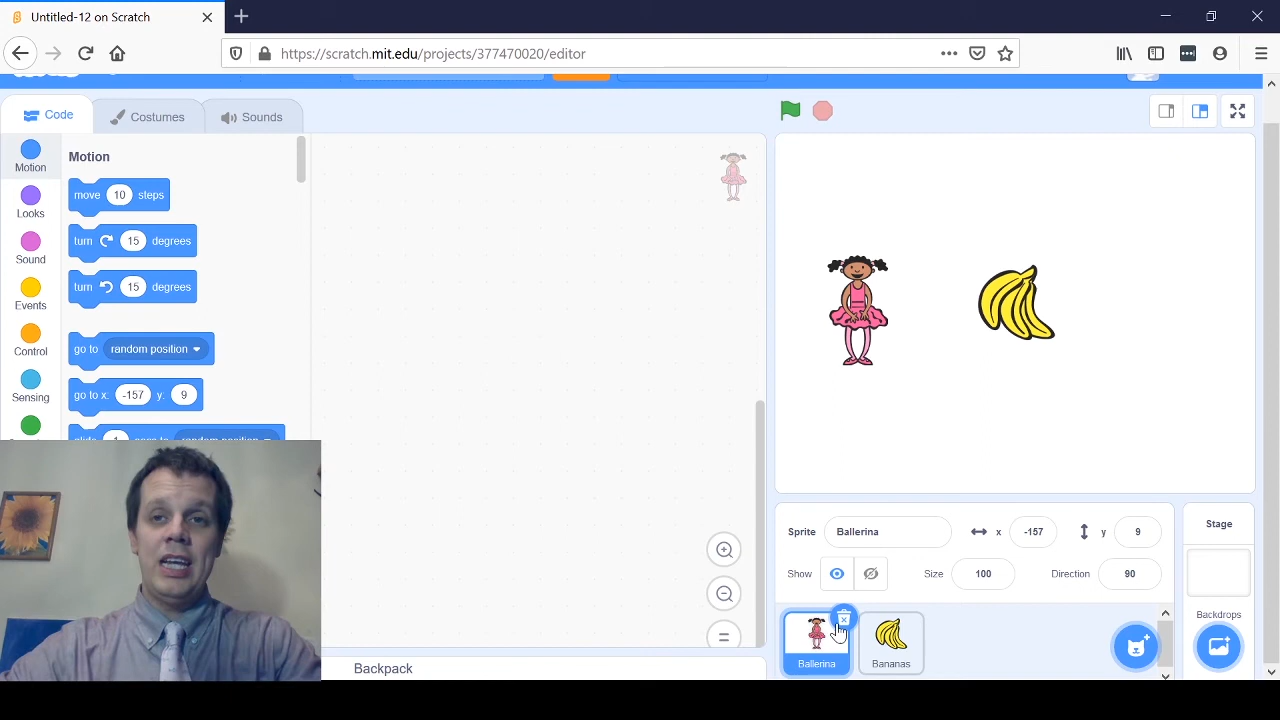 Untitled-12 on Scratch
https://scratch.mit.edu/projects/377470020/editor
Code
Costumes
Sounds
Motion
Looks
Sound
Events
Control
Sensing
Motion
move 10 steps
turn 15 degrees
turn 15 degrees
go to random position
go to x: -157 y: 9
Backpack
Sprite Ballerina x -157 y 9
Show Size 100 Direction 90
Ballerina
Bananas
Stage
Backdrops